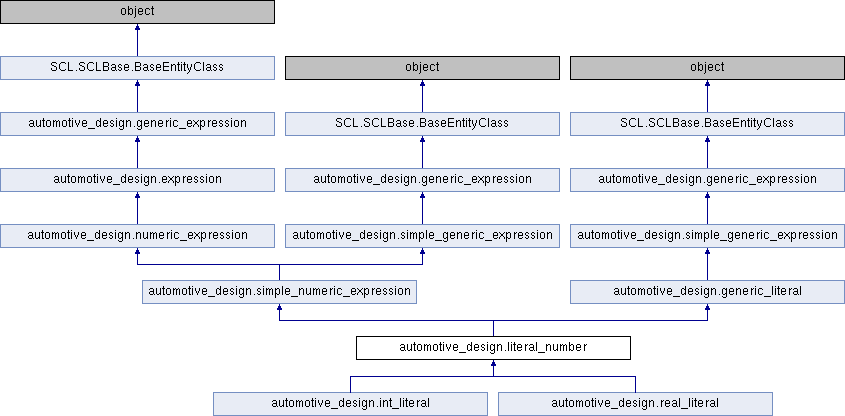 object
SCL.SCLBase.BaseEntityClass
object
object
automotive_design.generic_expression
SCL.SCLBase.BaseEntityClass
SCL.SCLBase.BaseEntityClass
automotive_design.expression
automotive_design.generic_expression
automotive_design.generic_expression
automotive_design.numeric_expression
automotive_design.simple_generic_expression
automotive_design.simple_generic_expression
automotive_design.simple_numeric_expression
automotive_design.generic_literal
automotive_design.literal_number
automotive_design.int_literal
automotive_design.real_literal